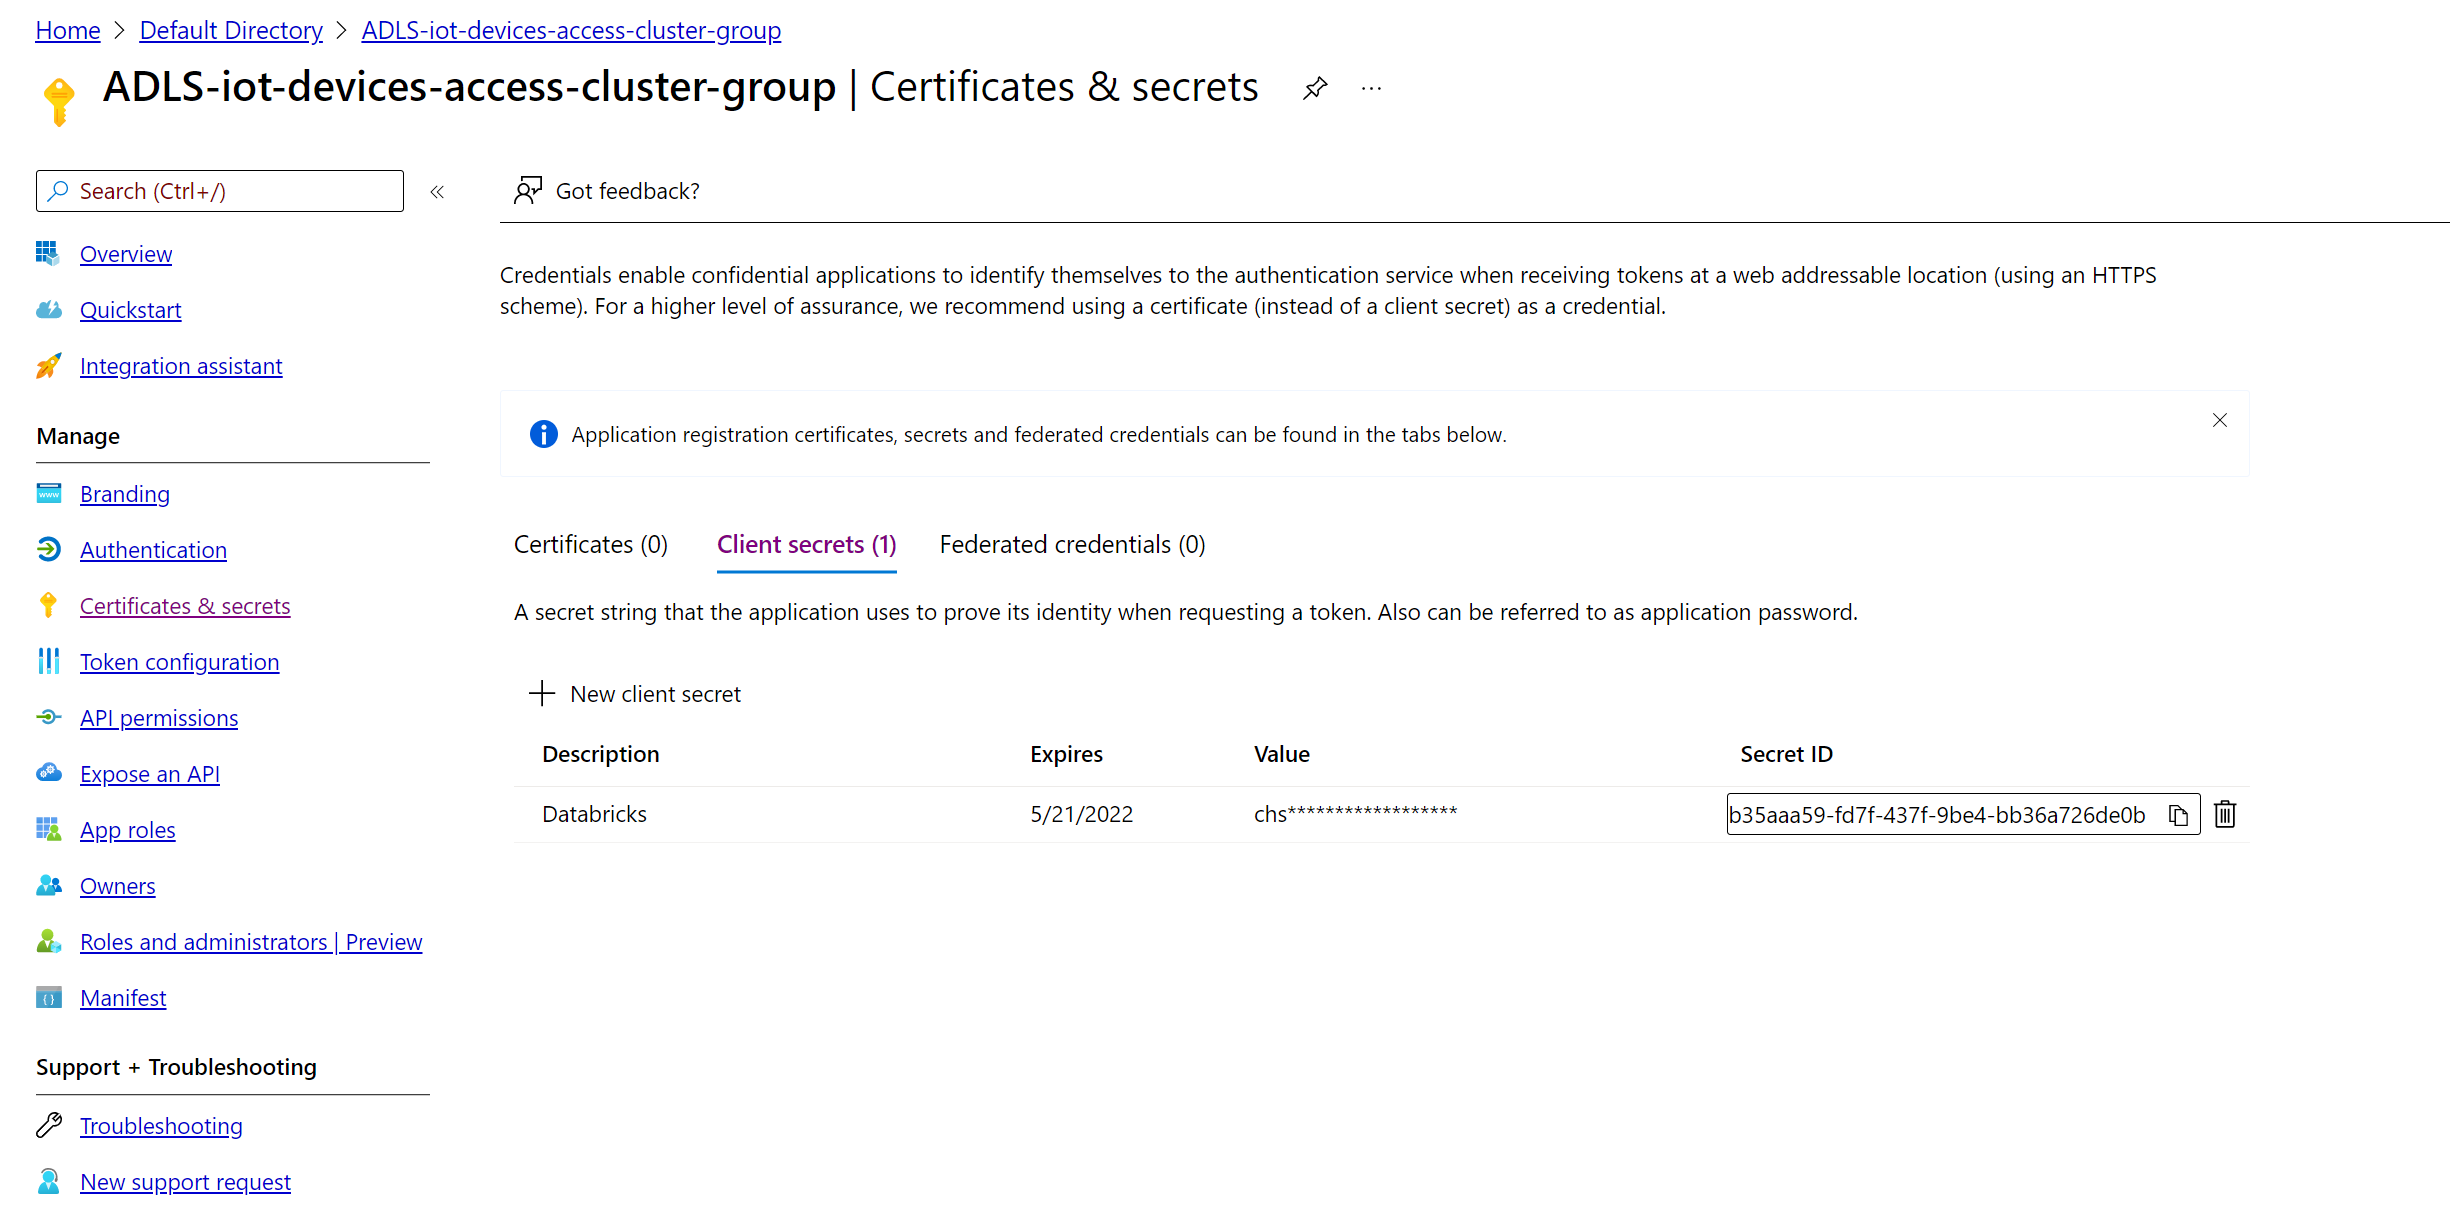 Home > Default Directory > ADLS-iot-devices-access-cluster-group
ADLS-iot-devices-access-cluster-group | Certificates & secrets ...
Search (Ctrl+/) «
Got feedback?
Overview
Quickstart
Integration assistant
Manage
Branding
Authentication
Certificates & secrets
Token configuration
API permissions
Expose an API
App roles
Owners
Roles and administrators | Preview
Manifest
Support + Troubleshooting
Troubleshooting
New support request
Credentials enable confidential applications to identify themselves to the authentication service when receiving tokens at a web addressable location (using an HTTPS
scheme). For a higher level of assurance, we recommend using a certificate (instead of a client secret) as a credential.
Application registration certificates, secrets and federated credentials can be found in the tabs below.
Certificates (0) Client secrets (1) Federated credentials (0)
A secret string that the application uses to prove its identity when requesting a token. Also can be referred to as application password.
New client secret
Description Expires Value Secret ID
Databricks 5/21/2022 chs****************** b35aaa59-fd7f-437f-9be4-bb36a726de0b